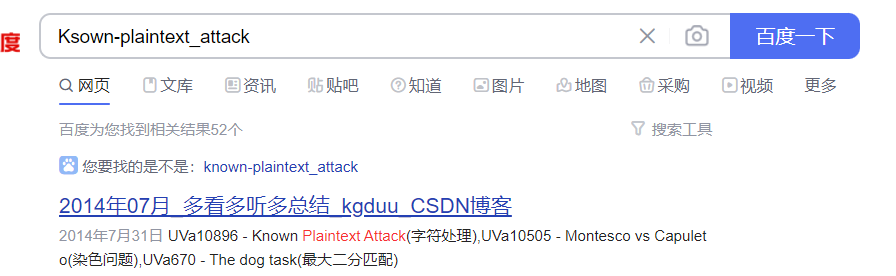 度 Ksown-plaintext_attack 百度一下
网页 文库 资讯 贴 贴吧 知道 图片 地图 采购 视频 更多
百度为您找到相关结果52个 搜索工具
您要找的是不是：known-plaintext_attack
2014年07月_多看多听多总结_kgduu_CSDN博客
2014年7月31日 UVa10896 - Known Plaintext Attack(字符处理),UVa10505 - Montesco vs Capulet
o(染色问题),UVa670 - The dog task(最大二分匹配)